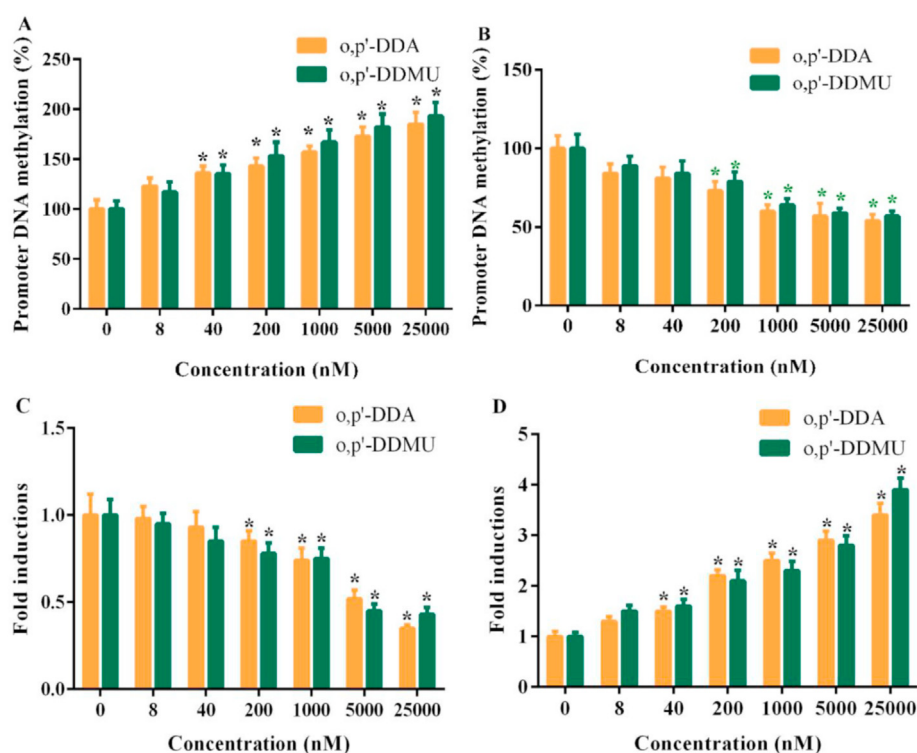 A
o,p'-DDA
o,p'-DDMU
Promoter DNA methylation (%)
250
200
150
100
50
0
* * * * * * * * * *
0 8 40 200 1000 5000 25000
Concentration (nM)
B
o,p'-DDA
o,p'-DDMU
Promoter DNA methylation (%)
150
100
50
0
* * * * * * * *
0 8 40 200 1000 5000 25000
Concentration (nM)
C
o,p'-DDA
o,p'-DDMU
Fold inductions
1.5
1.0
0.5
0.0
* * * * * * * *
0 8 40 200 1000 5000 25000
Concentration (nM)
D
o,p'-DDA
o,p'-DDMU
Fold inductions
5
4
3
2
1
0
* * * * * * * * * *
0 8 40 200 1000 5000 25000
Concentration (nM)